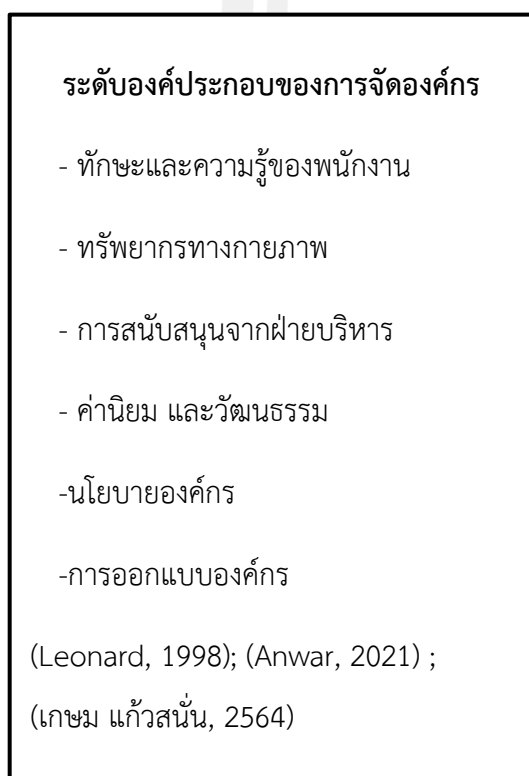 ระดับองค์ประกอบของการจัดองค์กร
- ทักษะและความรู้ของพนักงาน
- ทรัพยากรทางกายภาพ
- การสนับสนุนจากฝ่ายบริหาร
- ค่านิยม และวัฒนธรรม
-นโยบายองค์กร
-การออกแบบองค์กร
(Leonard, 1998); (Anwar, 2021) ;
(เกษม แก้วสนั่น, 2564)